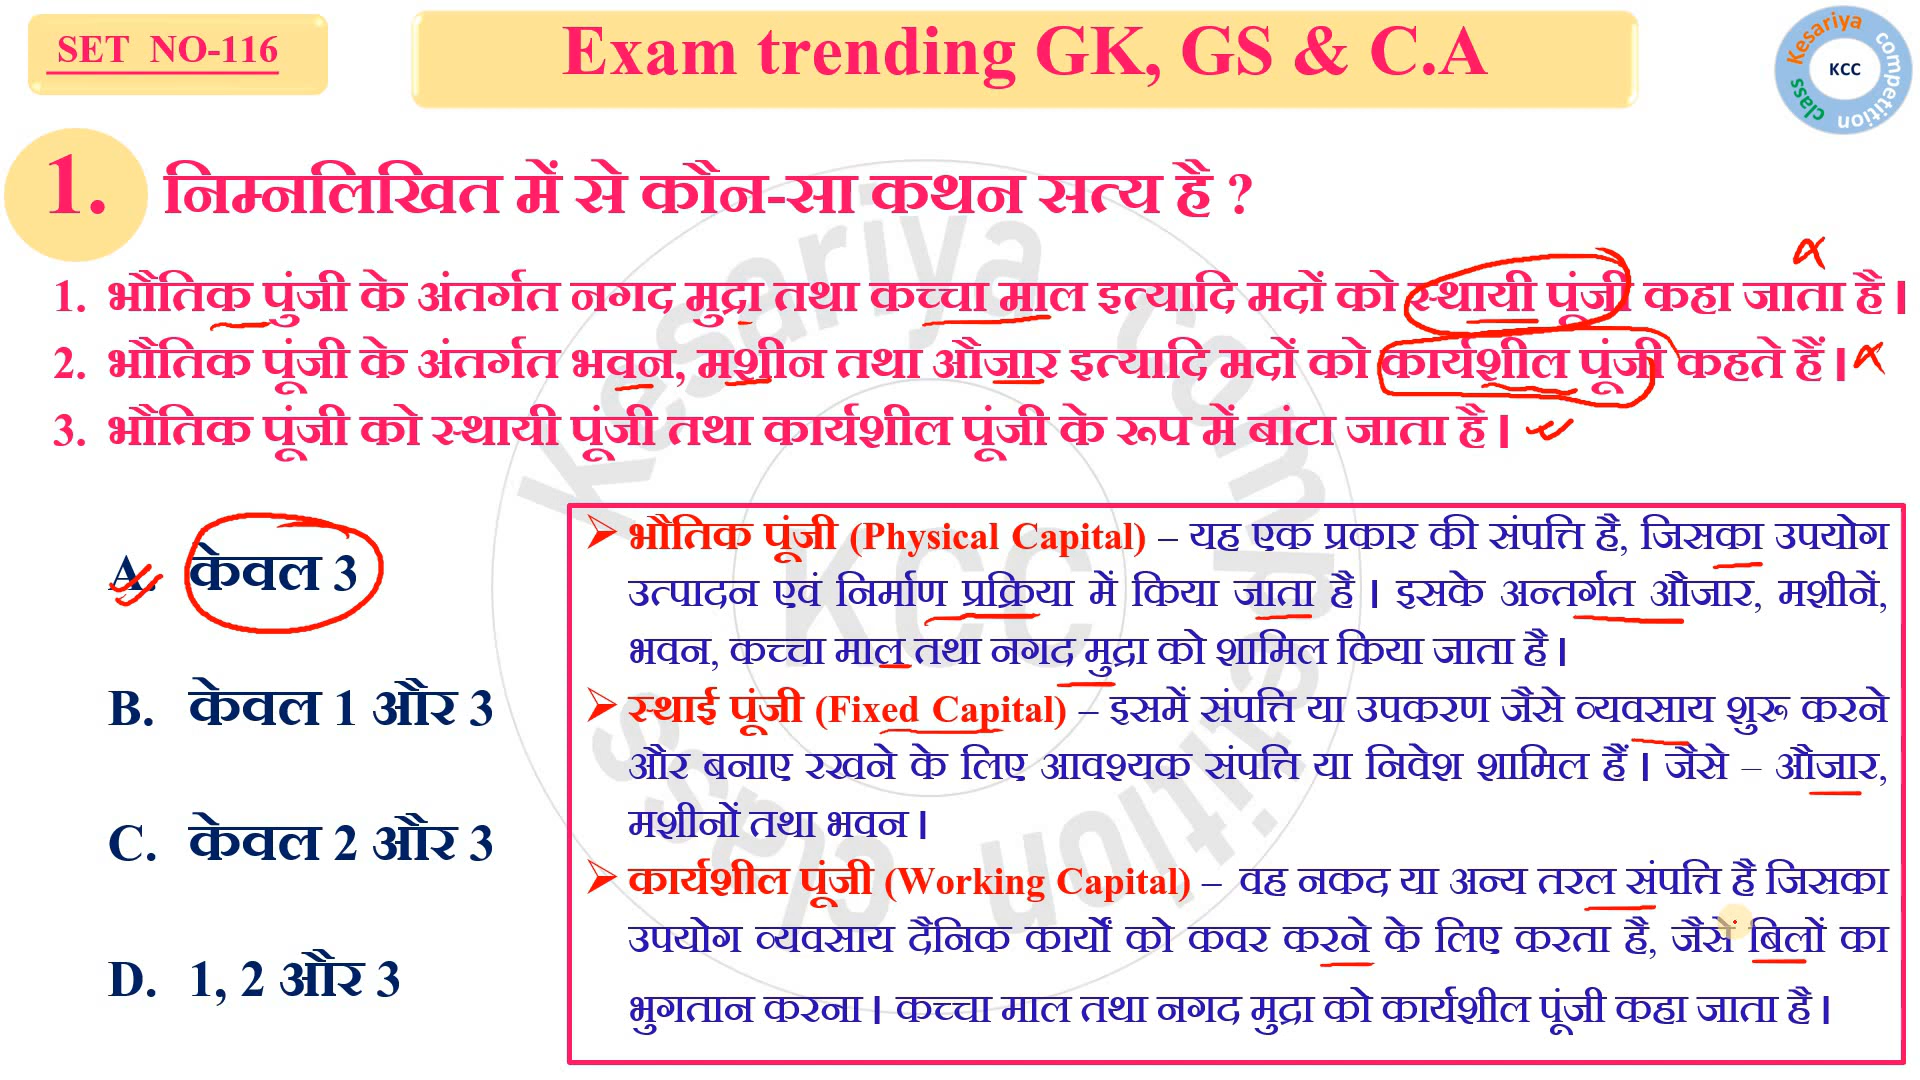 SET NO-116
Exam trending GK, GS & C.A
Kesariya competition class
KCC
1. निम्नलिखित में से कौन-सा कथन सत्य है ?
1. भौतिक पुंजी के अंतर्गत नगद मुद्रा तथा कच्चा माल इत्यादि मदों को स्थायी पूंजी कहा जाता है।
2. भौतिक पूंजी के अंतर्गत भवन, मशीन तथा औजार इत्यादि मदों को कार्यशील पूंजी कहते हैं।
3. भौतिक पूंजी को स्थायी पूंजी तथा कार्यशील पूंजी के रूप में बांटा जाता है।
A. केवल 3
B. केवल 1 और 3
C. केवल 2 और 3
D. 1, 2 और 3
➢ भौतिक पूंजी (Physical Capital) – यह एक प्रकार की संपत्ति है, जिसका उपयोग
उत्पादन एवं निर्माण प्रक्रिया में किया जाता है। इसके अन्तर्गत औजार, मशीनें,
भवन, कच्चा माल तथा नगद मुद्रा को शामिल किया जाता है।
➢ स्थाई पूंजी (Fixed Capital) – इसमें संपत्ति या उपकरण जैसे व्यवसाय शुरू करने
और बनाए रखने के लिए आवश्यक संपत्ति या निवेश शामिल हैं। जैसे – औजार,
मशीनों तथा भवन।
➢ कार्यशील पूंजी (Working Capital) – वह नकद या अन्य तरल संपत्ति है जिसका
उपयोग व्यवसाय दैनिक कार्यों को कवर करने के लिए करता है, जैसे बिलों का
भुगतान करना। कच्चा माल तथा नगद मुद्रा को कार्यशील पूंजी कहा जाता है।
Kesariya competition class
KCC